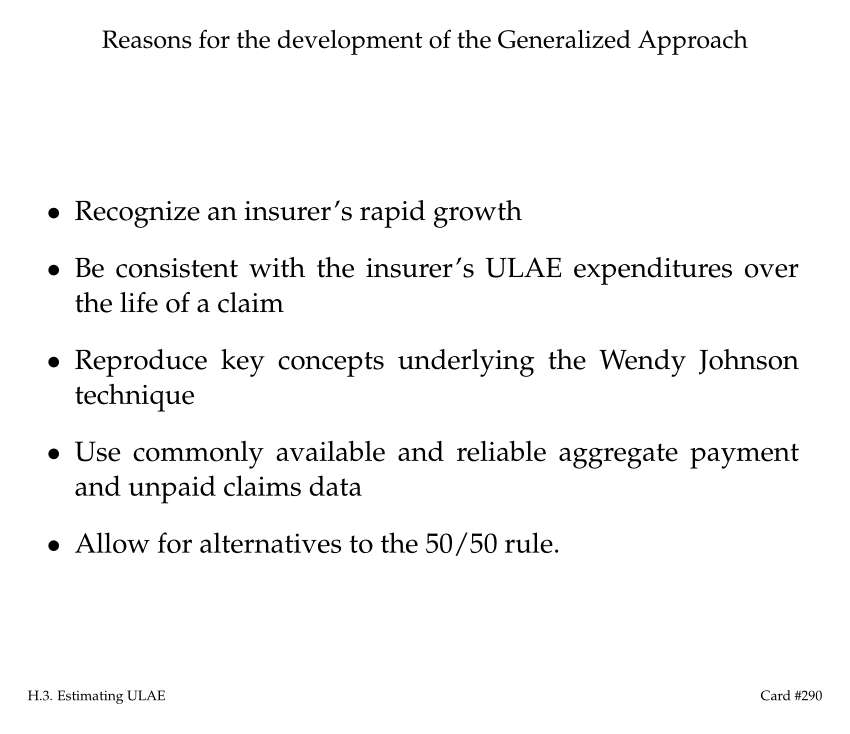 Reasons for the development of the Generalized Approach
• Recognize an insurer's rapid growth
• Be consistent with the insurer's ULAE expenditures over
the life of a claim
• Reproduce key concepts underlying the Wendy Johnson
technique
• Use commonly available and reliable aggregate payment
and unpaid claims data
• Allow for alternatives to the 50/50 rule.
H.3. Estimating ULAE
Card #290